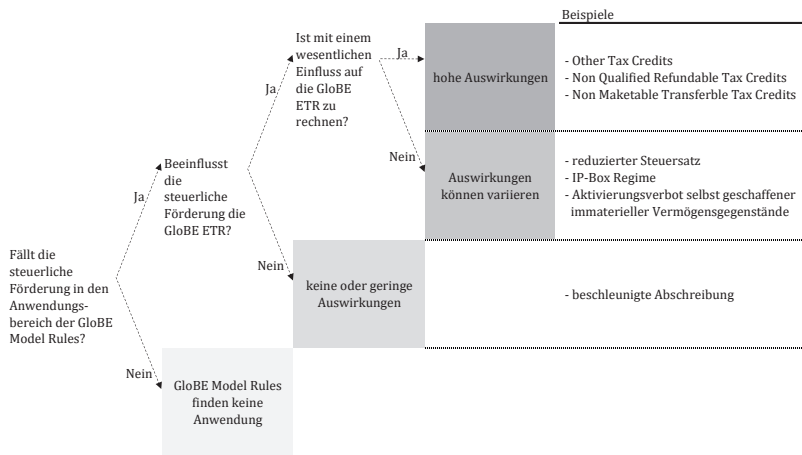 Beispiele
Ist mit einem
wesentlichen
Einfluss auf
die GloBE
ETR zu
rechnen?
Ja
hohe Auswirkungen
- Other Tax Credits
- Non Qualified Refundable Tax Credits
- Non Maketable Transferble Tax Credits
Ja
Nein
Auswirkungen
können variieren
- reduzierter Steuersatz
- IP-Box Regime
- Aktivierungsverbot selbst geschaffener
immaterieller Vermögensgegenstände
Beeinflusst
die
steuerliche
Förderung die
GloBE ETR?
Ja
Nein
keine oder geringe
Auswirkungen
- beschleunigte Abschreibung
Fällt die
steuerliche
Förderung in den
Anwendungs-
bereich der GloBE
Model Rules?
Nein
GloBE Model Rules
finden keine
Anwendung